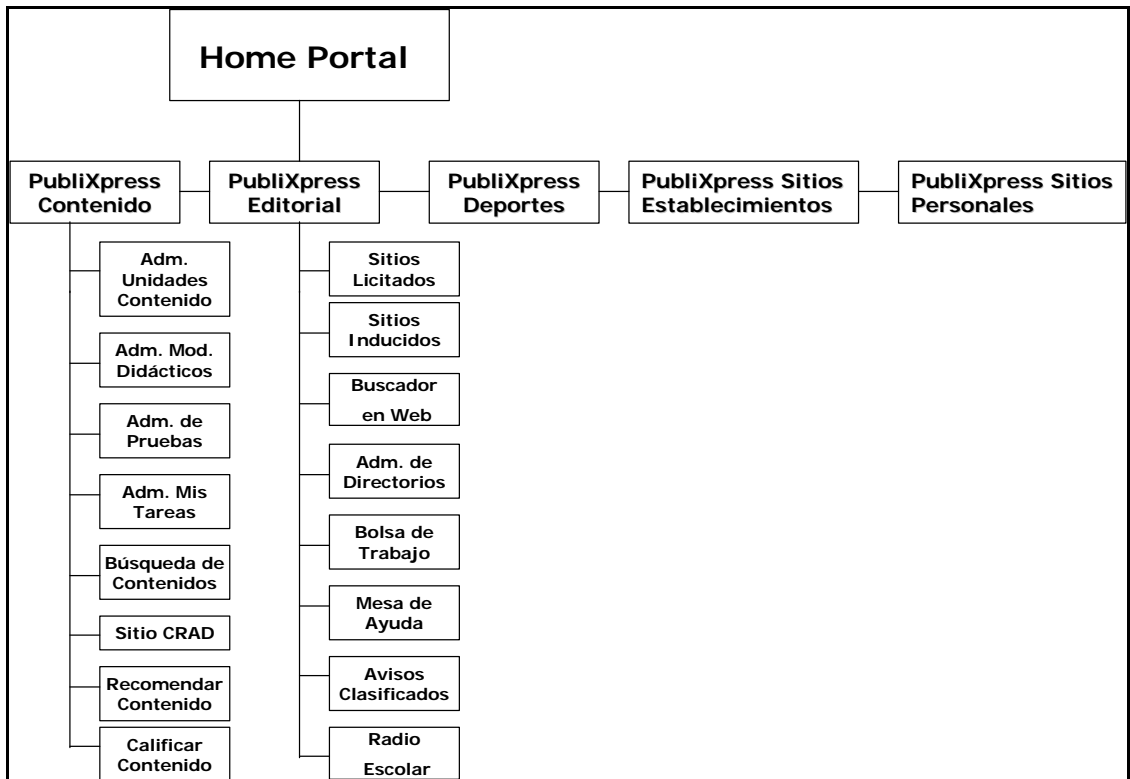 Home Portal
PubliXpress
Contenido
PubliXpress
Editorial
PubliXpress
Deportes
PubliXpress Sitios
Establecimientos
PubliXpress Sitios
Personales
Adm.
Unidades
Contenido
Adm. Mod.
Didácticos
Adm. de
Pruebas
Adm. Mis
Tareas
Búsqueda de
Contenidos
Sitio CRAD
Recomendar
Contenido
Calificar
Contenido
Sitios
Licitados
Sitios
Inducidos
Buscador
en Web
Adm. de
Directorios
Bolsa de
Trabajo
Mesa de
Ayuda
Avisos
Clasificados
Radio
Escolar